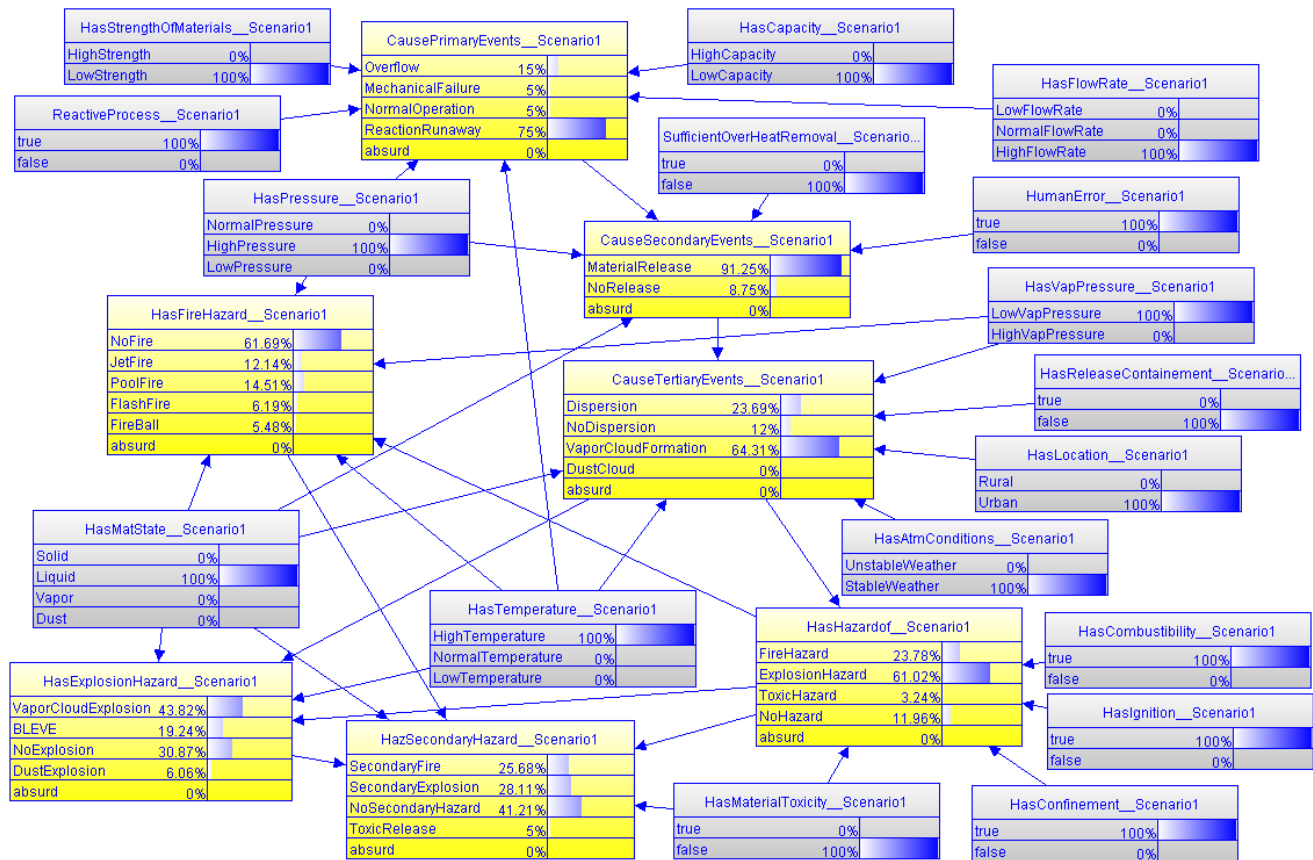 HasStrengthOfMaterials__Scenario1
HighStrength 0%
LowStrength 100%
CausePrimaryEvents__Scenario1
Overflow 15%
MechanicalFailure 5%
NormalOperation 5%
ReactionRunaway 75%
absurd 0%
HasCapacity__Scenario1
HighCapacity 0%
LowCapacity 100%
HasFlowRate__Scenario1
LowFlowRate 0%
NormalFlowRate 0%
HighFlowRate 100%
ReactiveProcess__Scenario1
true 100%
false 0%
SufficientOverHeatRemoval__Scenario...
true 0%
false 100%
HasPressure__Scenario1
NormalPressure 0%
HighPressure 100%
LowPressure 0%
HumanError__Scenario1
true 100%
false 0%
CauseSecondaryEvents__Scenario1
MaterialRelease 91.25%
NoRelease 8.75%
absurd 0%
HasVapPressure__Scenario1
LowVapPressure 100%
HighVapPressure 0%
HasFireHazard__Scenario1
NoFire 61.69%
JetFire 12.14%
PoolFire 14.51%
FlashFire 6.19%
FireBall 5.48%
absurd 0%
CauseTertiaryEvents__Scenario1
Dispersion 23.69%
NoDispersion 12%
VaporCloudFormation 64.31%
DustCloud 0%
absurd 0%
HasReleaseContainement__Scenario...
true 0%
false 100%
HasLocation__Scenario1
Rural 0%
Urban 100%
HasMatState__Scenario1
Solid 0%
Liquid 100%
Vapor 0%
Dust 0%
HasAtmConditions__Scenario1
UnstableWeather 0%
StableWeather 100%
HasTemperature__Scenario1
HighTemperature 100%
NormalTemperature 0%
LowTemperature 0%
HasHazardof__Scenario1
FireHazard 23.78%
ExplosionHazard 61.02%
ToxicHazard 3.24%
NoHazard 11.96%
absurd 0%
HasCombustibility__Scenario1
true 100%
false 0%
HasExplosionHazard__Scenario1
VaporCloudExplosion 43.82%
BLEVE 19.24%
NoExplosion 30.87%
DustExplosion 6.06%
absurd 0%
HasIgnition__Scenario1
true 100%
false 0%
HazSecondaryHazard__Scenario1
SecondaryFire 25.68%
SecondaryExplosion 28.11%
NoSecondaryHazard 41.21%
ToxicRelease 5%
absurd 0%
HasMaterialToxicity__Scenario1
true 0%
false 100%
HasConfinement__Scenario1
true 100%
false 0%